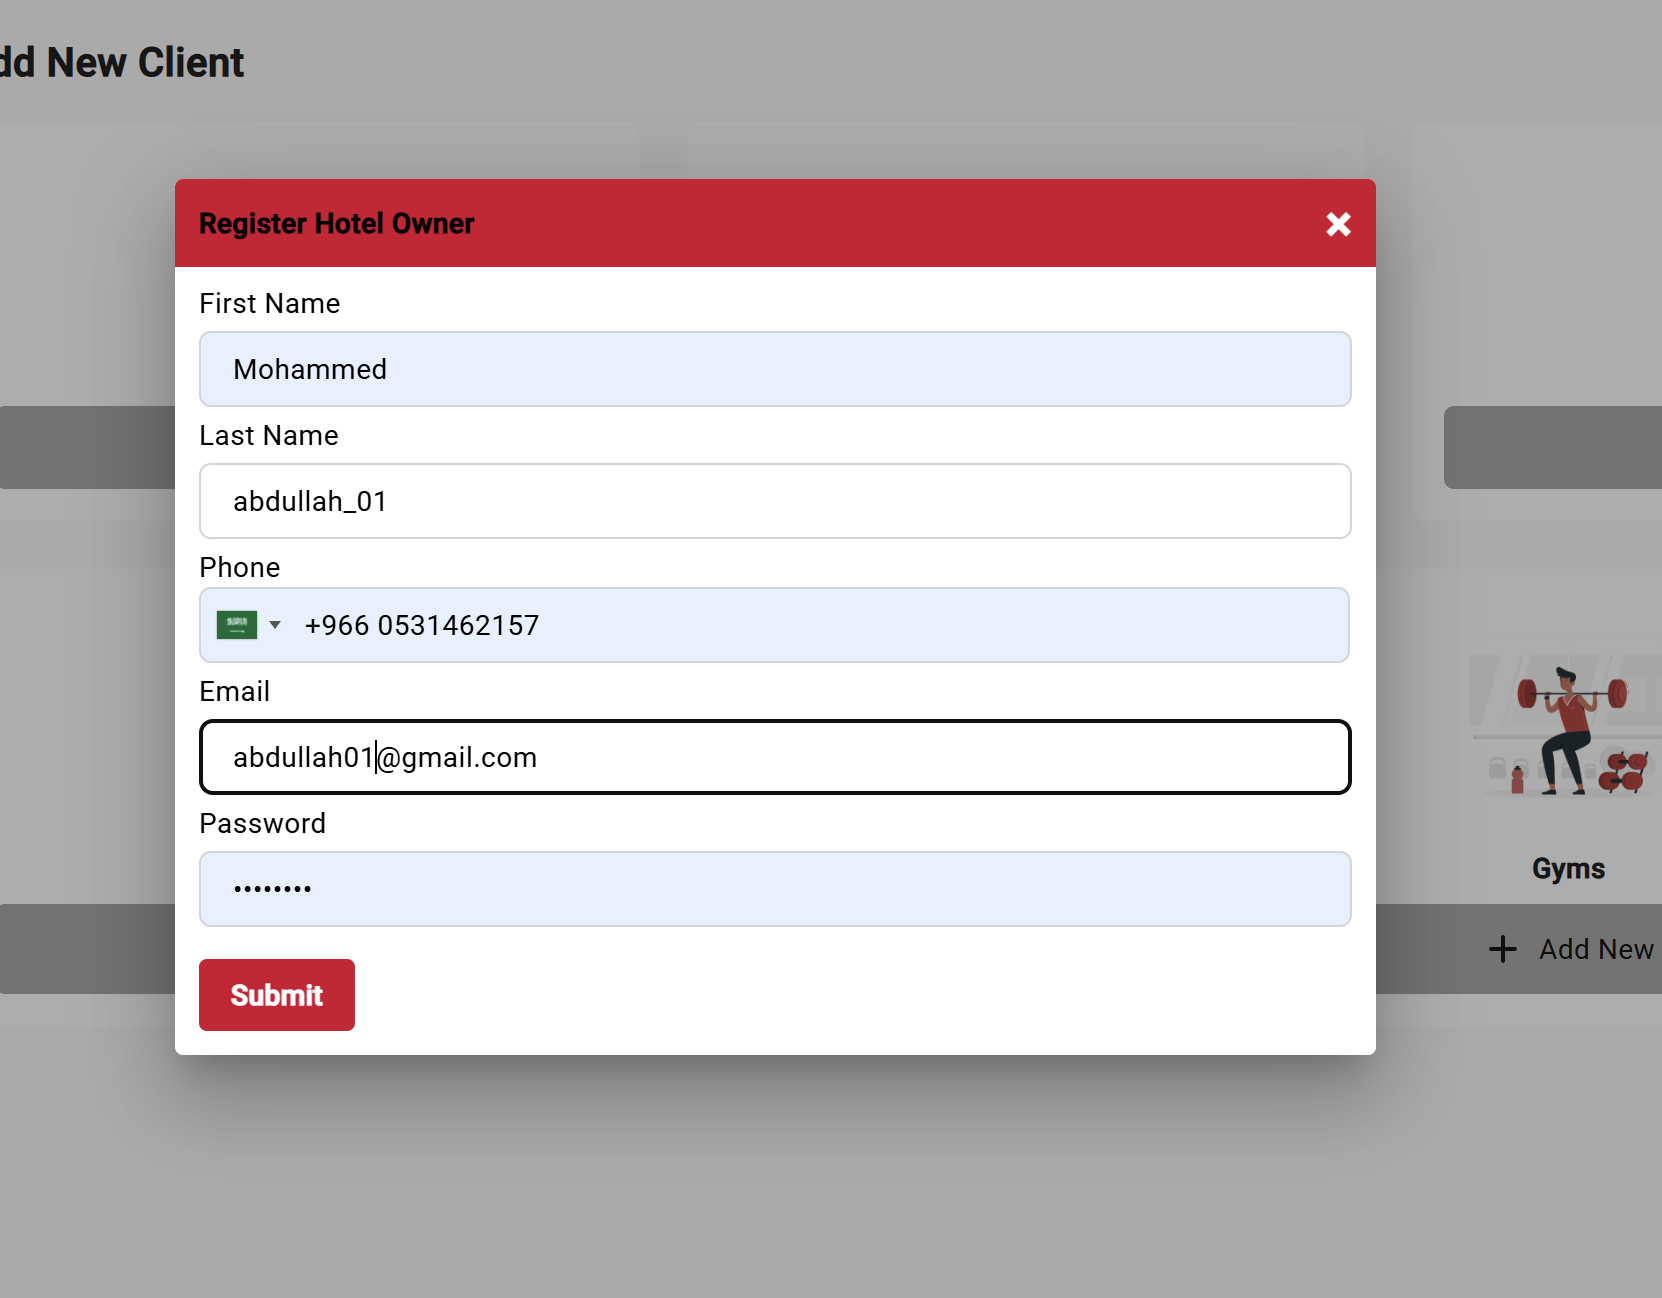 dd New Client
Register Hotel Owner
First Name
Mohammed
Last Name
abdullah_01
Phone
+966 0531462157
Email
abdullah01@gmail.com
Password
••••••••
Submit
Gyms
Add New